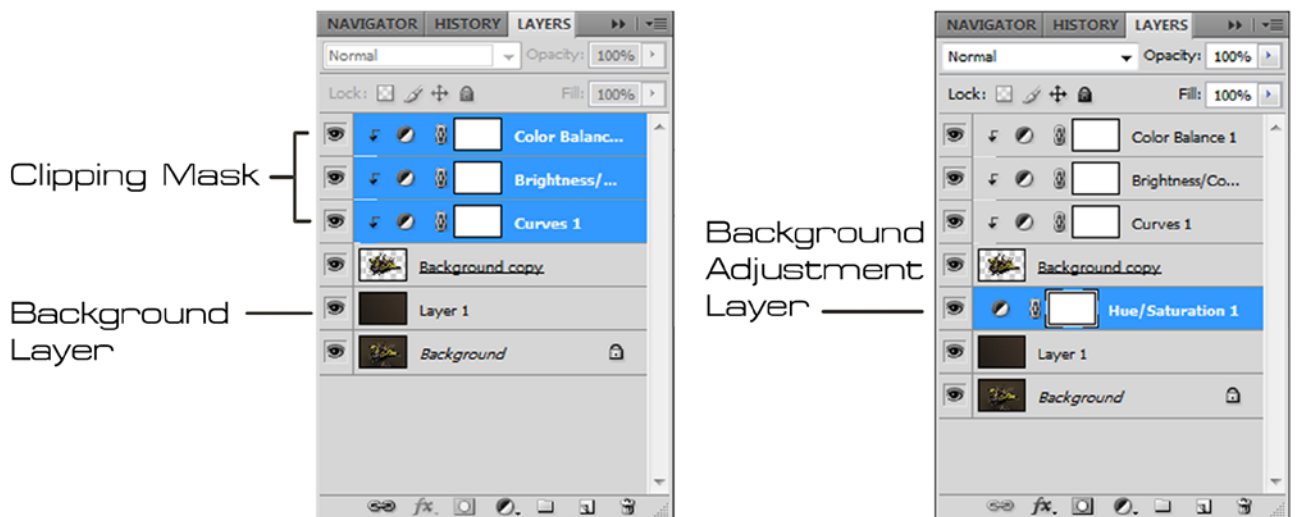 NAVIGATOR HISTORY LAYERS
Normal Opacity: 100%
Lock: Fill: 100%
Color Balanc...
Brightness/...
Curves 1
Background copy
Layer 1
Background
fx.
Clipping Mask
Background
Layer
NAVIGATOR HISTORY LAYERS
Normal Opacity: 100%
Lock: Fill: 100%
Color Balance 1
Brightness/Co...
Curves 1
Background copy
Hue/Saturation 1
Layer 1
Background
fx.
Background
Adjustment
Layer